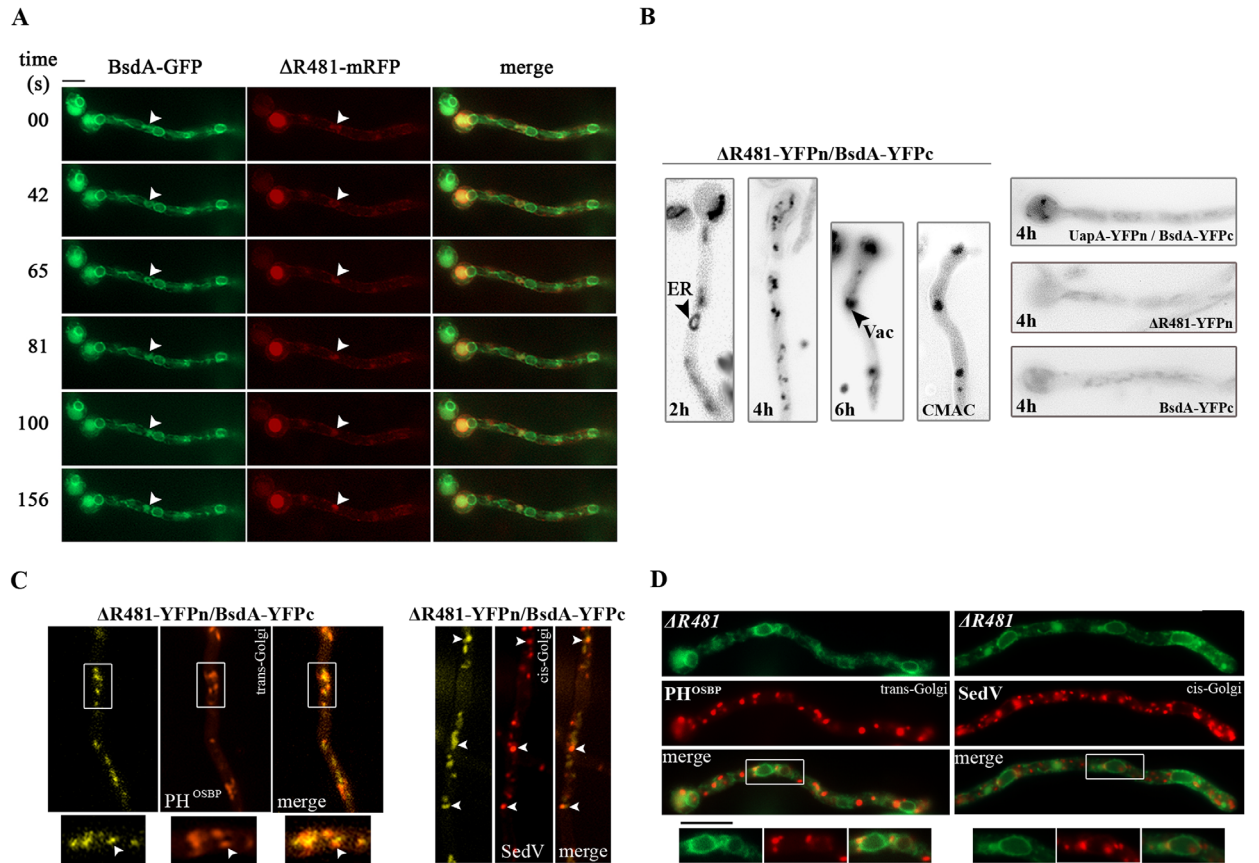 A
B
time
(s)
BsdA-GFP
ΔR481-mRFP
merge
00
42
65
81
100
156
ΔR481-YFPn/BsdA-YFPc
ER
2h
4h
Vac
6h
CMAC
4h
UapA-YFPn / BsdA-YFPc
4h
ΔR481-YFPn
4h
BsdA-YFPc
C
ΔR481-YFPn/BsdA-YFPc
trans-Golgi
PH OSBP
merge
ΔR481-YFPn/BsdA-YFPc
cis-Golgi
SedV
merge
D
ΔR481
PH OSBP
trans-Golgi
merge
ΔR481
SedV
cis-Golgi
merge